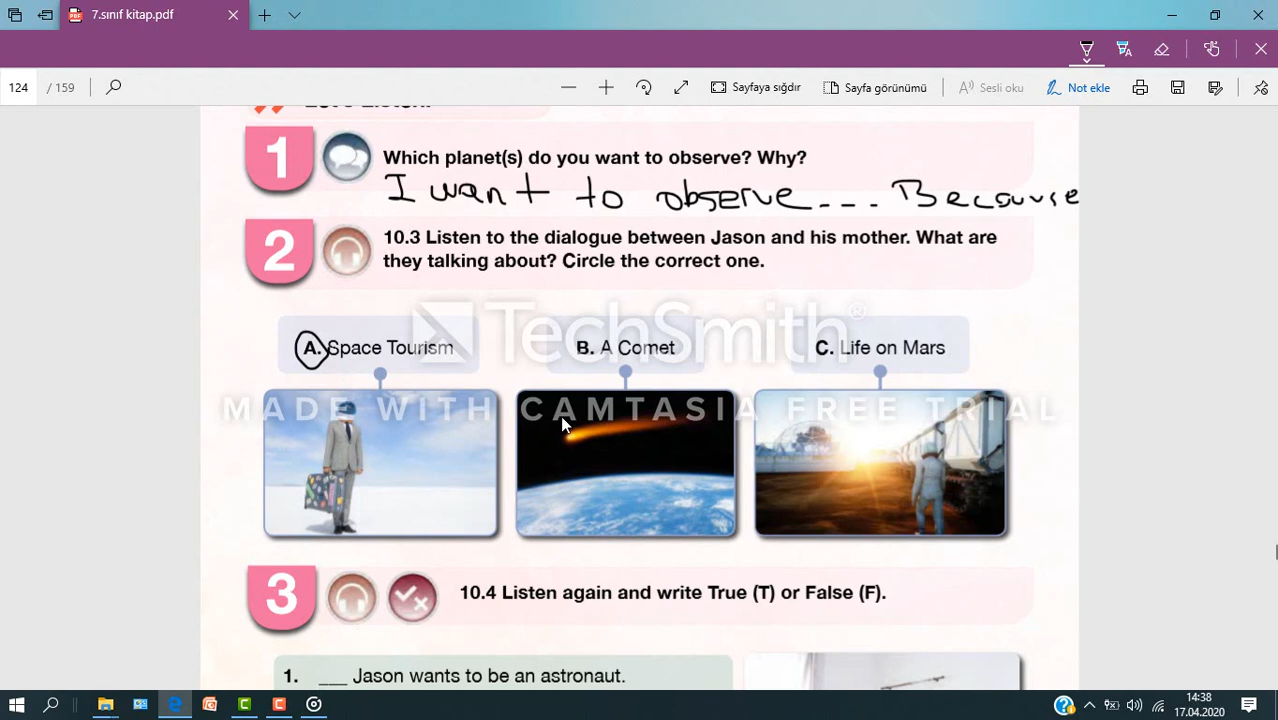 7.sınıf kitap.pdf
124 / 159
Sayfaya sığdır
Sayfa görünümü
Sesli oku
Not ekle
1 Which planet(s) do you want to observe? Why?
I want to observe... Becouvse
2 10.3 Listen to the dialogue between Jason and his mother. What are
they talking about? Circle the correct one.
TechSmith
A. Space Tourism B. A Comet C. Life on Mars
MADE WITH CAMTASIA FREE TRIAL
3 10.4 Listen again and write True (T) or False (F).
1. ___ Jason wants to be an astronaut.
14:38
17.04.2020